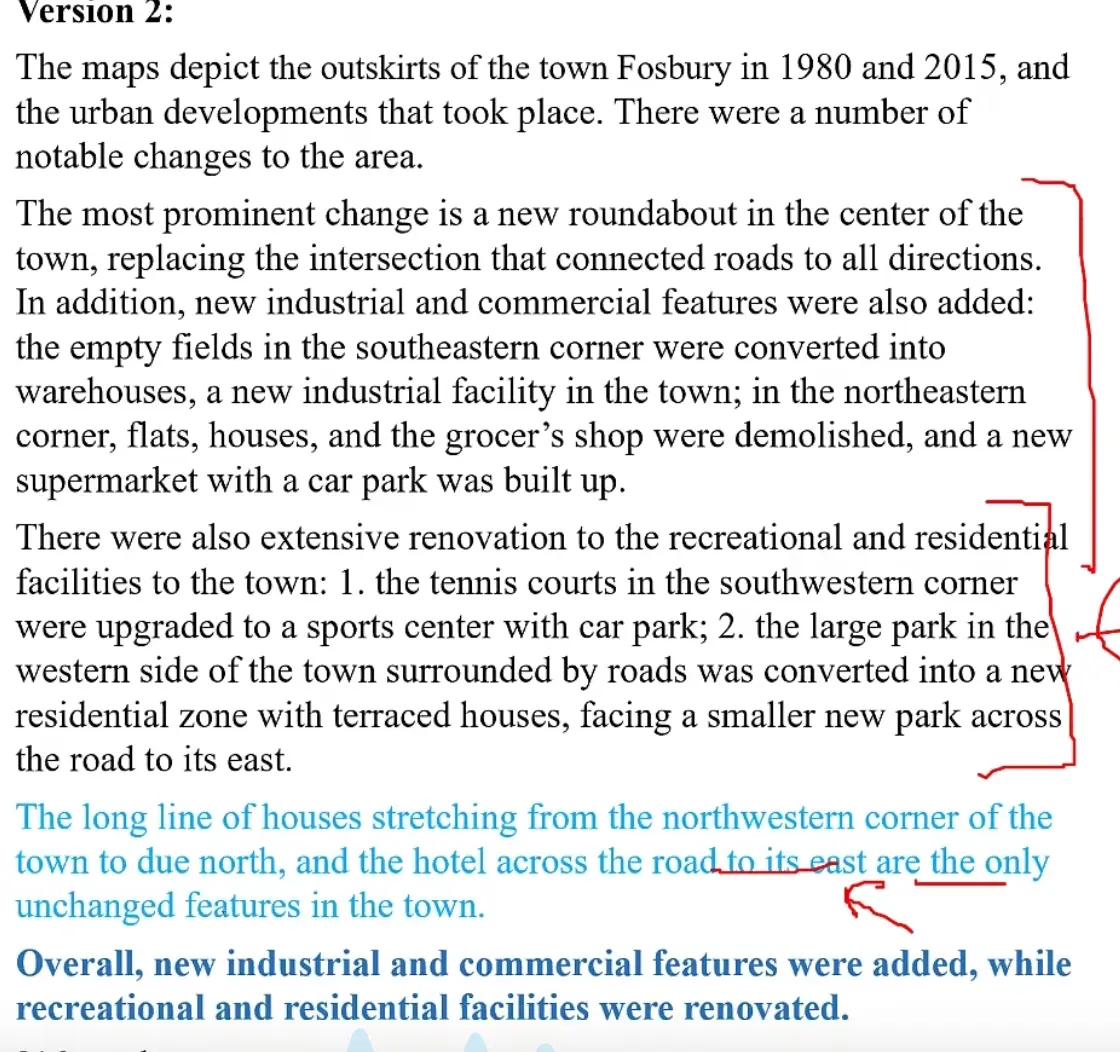 Version 2:
The maps depict the outskirts of the town Fosbury in 1980 and 2015, and
the urban developments that took place. There were a number of
notable changes to the area.
The most prominent change is a new roundabout in the center of the
town, replacing the intersection that connected roads to all directions.
In addition, new industrial and commercial features were also added:
the empty fields in the southeastern corner were converted into
warehouses, a new industrial facility in the town; in the northeastern
corner, flats, houses, and the grocer’s shop were demolished, and a new
supermarket with a car park was built up.
There were also extensive renovation to the recreational and residential
facilities to the town: 1. the tennis courts in the southwestern corner
were upgraded to a sports center with car park; 2. the large park in the
western side of the town surrounded by roads was converted into a new
residential zone with terraced houses, facing a smaller new park across
the road to its east.
The long line of houses stretching from the northwestern corner of the
town to due north, and the hotel across the road to its east are the only
unchanged features in the town.
Overall, new industrial and commercial features were added, while
recreational and residential facilities were renovated.